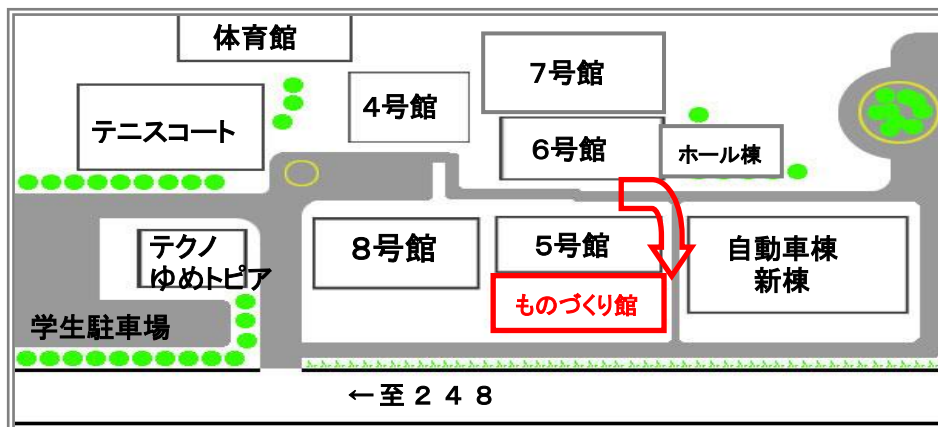 体育館
7号館
4号館
テニスコート
6号館
ホール棟
8号館
5号館
テクノ
ゆめトピア
自動車棟
新棟
ものづくり館
学生駐車場
←至２４８